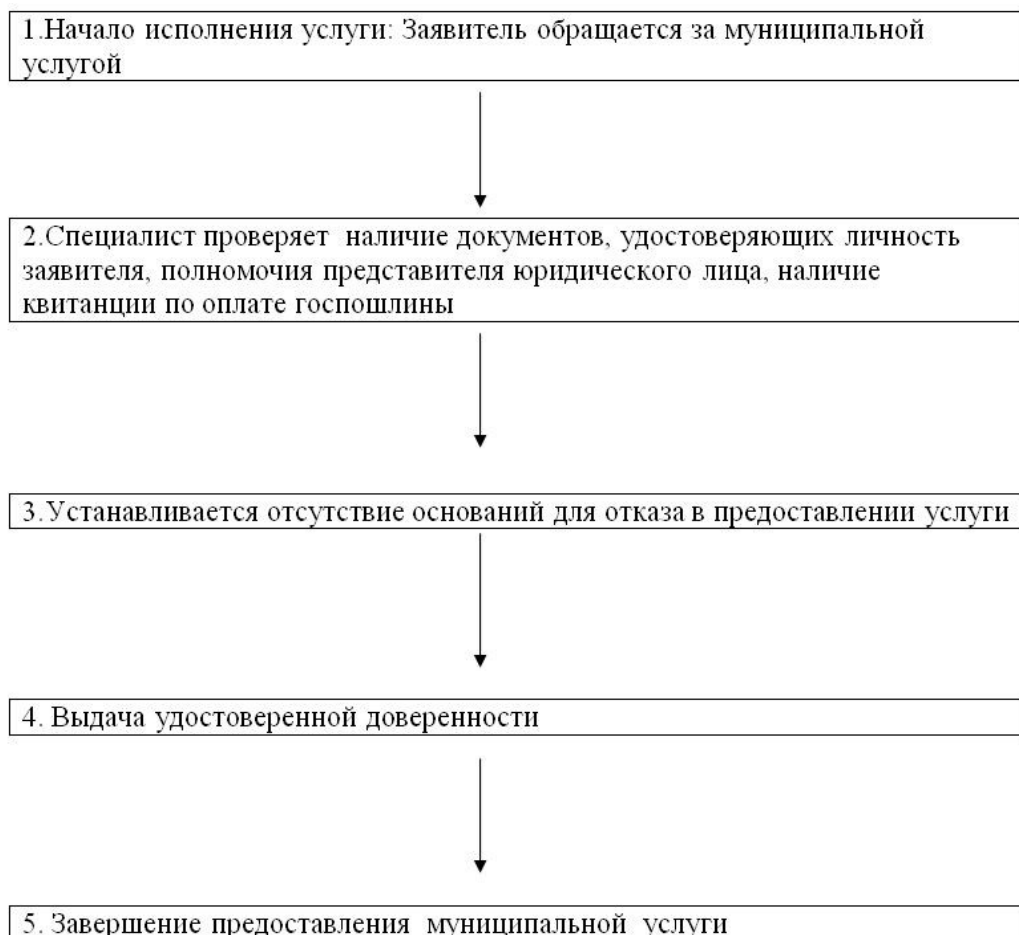 1.Начало исполнения услуги: Заявитель обращается за муниципальной
услугой
2.Специалист проверяет  наличие документов, удостоверяющих личность
заявителя, полномочия представителя юридического лица, наличие
квитанции по оплате госпошлины
3.Устанавливается отсутствие оснований для отказа в предоставлении услуги
4. Выдача удостоверенной доверенности
5. Завершение предоставления  муниципальной  услуги